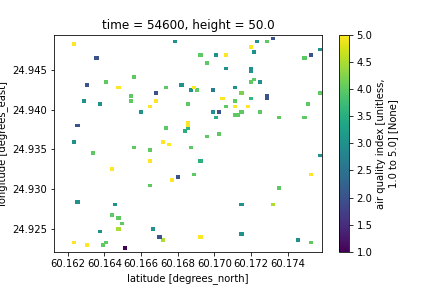 time = 54600, height = 50.0
longitude [degrees_east]
24.945
24.940
24.935
24.930
24.925
60.162 60.164 60.166 60.168 60.170 60.172 60.174
latitude [degrees_north]
5.0
4.5
4.0
3.5
3.0
2.5
2.0
1.5
1.0
air quality index [unitless,
1.0 to 5.0] [None]